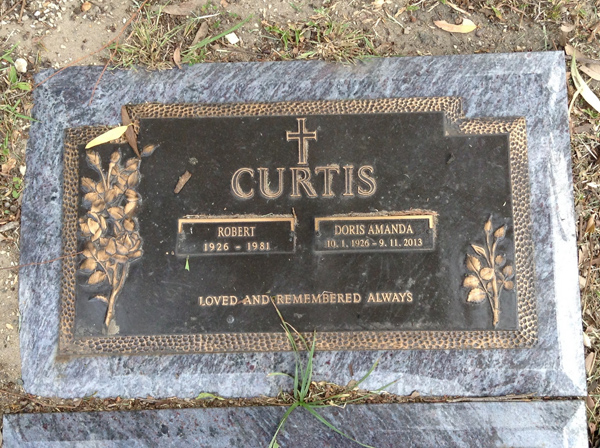 CURTIS
ROBERT
1926 - 1981
DORIS AMANDA
10. 1. 1926 - 9. 11. 2013
LOVED AND REMEMBERED ALWAYS